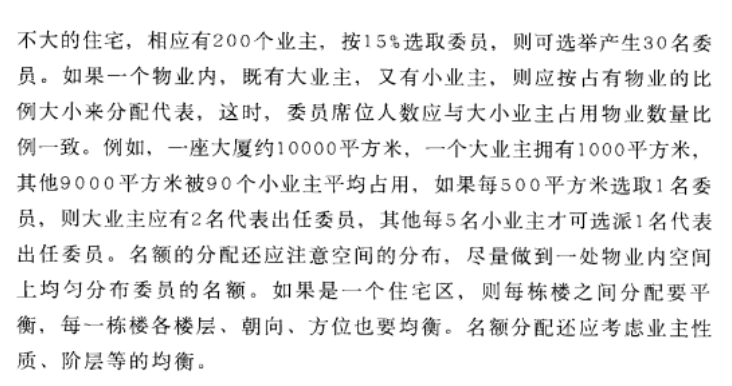 不大的住宅，相应有200个业主，按15%选取委员，则可选举产生30名委
员。如果一个物业内，既有大业主，又有小业主，则应按占有物业的比
例大小来分配代表，这时，委员席位人数应与大小业主占用物业数量比
例一致。例如，一座大厦约10000平方米，一个大业主拥有1000平方米，
其他9000平方米被90个小业主平均占用，如果每500平方米选取1名委
员，则大业主应有2名代表出任委员，其他每5名小业主才可选派1名代表
出任委员。名额的分配还应注意空间的分布，尽量做到一处物业内空间
上均匀分布委员的名额。如果是一个住宅区，则每栋楼之间分配要平
衡，每一栋楼各楼层、朝向、方位也要均衡。名额分配还应考虑业主性
质、阶层等的均衡。